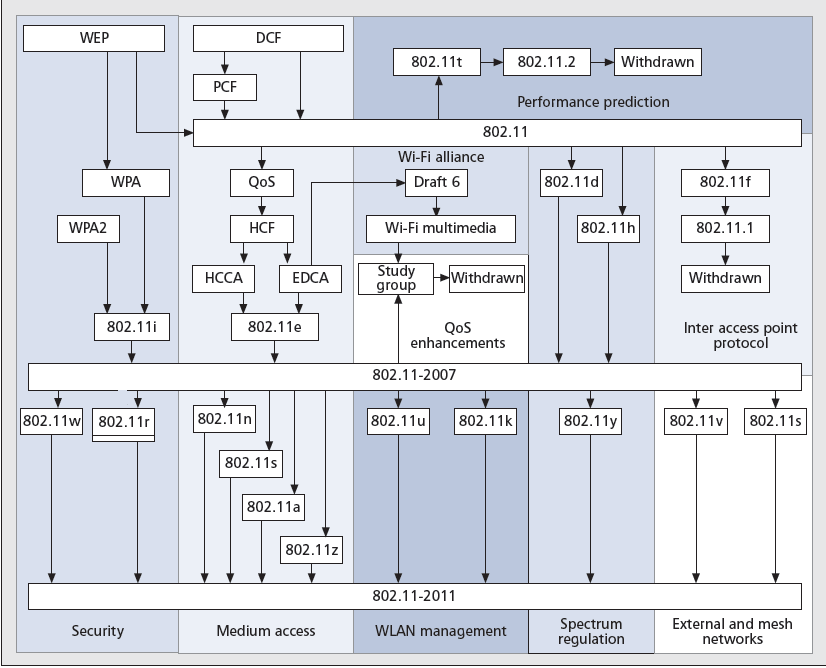 WEP
DCF
802.11t
802.11.2
Withdrawn
PCF
Performance prediction
802.11
Wi-Fi alliance
WPA
QoS
Draft 6
802.11d
802.11f
WPA2
HCF
Wi-Fi multimedia
802.11h
802.11.1
HCCA
EDCA
Study
group
Withdrawn
Withdrawn
802.11i
802.11e
QoS
enhancements
Inter access point
protocol
802.11-2007
802.11w
802.11r
802.11n
802.11u
802.11k
802.11y
802.11v
802.11s
802.11s
802.11a
802.11z
802.11-2011
Security
Medium access
WLAN management
Spectrum
regulation
External and mesh
networks